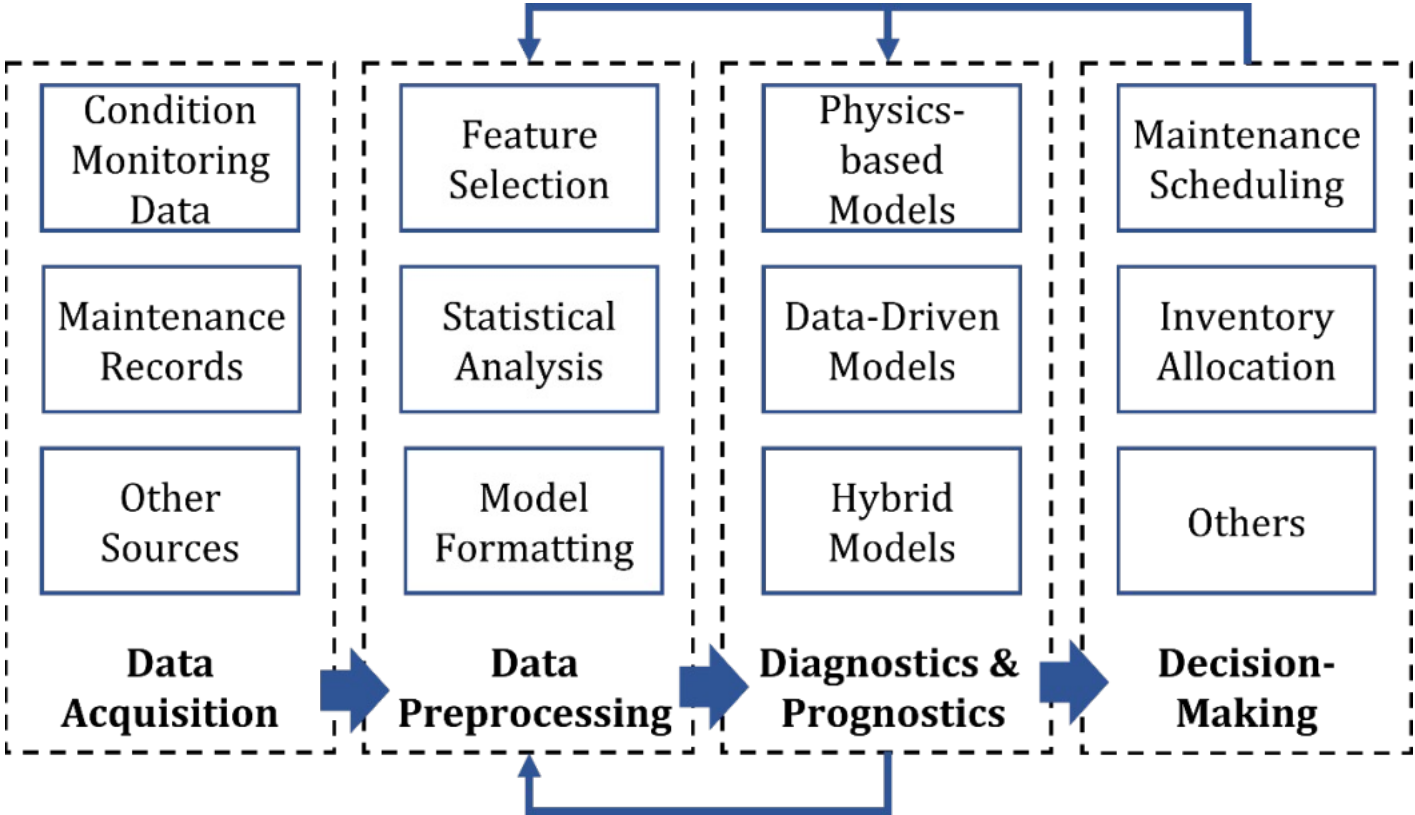 Condition
Monitoring
Data
Maintenance
Records
Other
Sources
Data
Acquisition
Feature
Selection
Statistical
Analysis
Model
Formatting
Data
Preprocessing
Physics-
based
Models
Data-Driven
Models
Hybrid
Models
Diagnostics &
Prognostics
Maintenance
Scheduling
Inventory
Allocation
Others
Decision-
Making